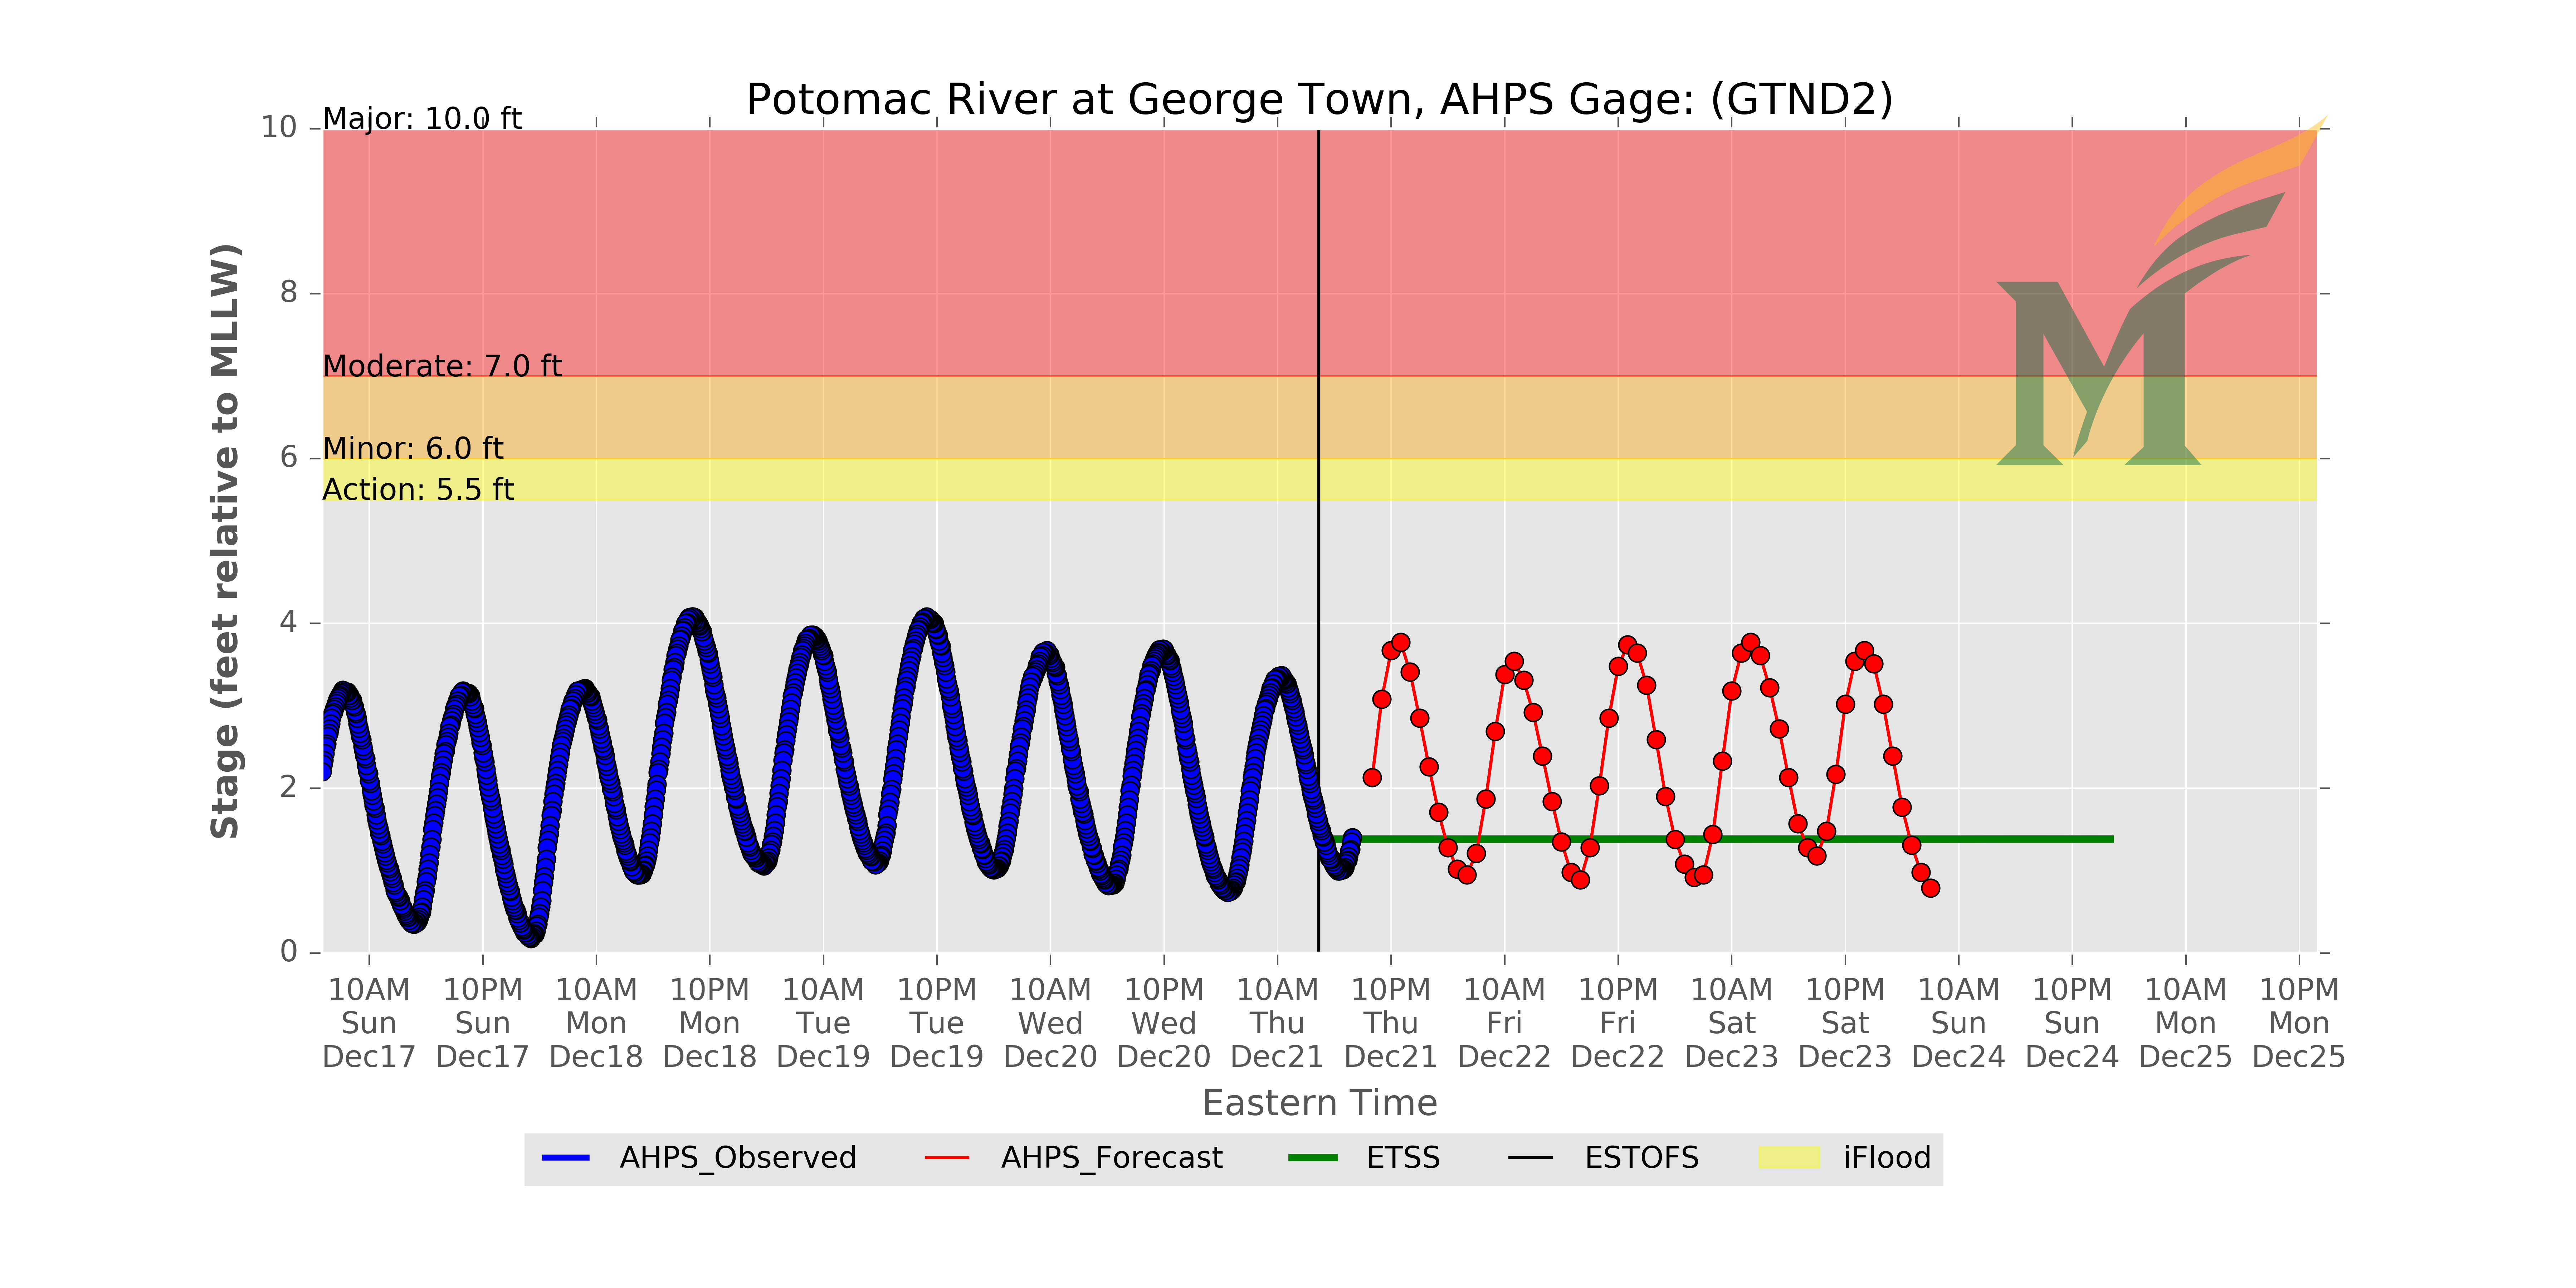 Potomac River at George Town, AHPS Gage: (GTND2)
Major: 10.0 ft
Moderate: 7.0 ft
Minor: 6.0 ft
Action: 5.5 ft
Stage (feet relative to MLLW)
10
8
6
4
2
0
10AM 10PM 10AM 10PM 10AM 10PM 10AM 10PM 10AM 10PM 10AM 10PM 10AM 10PM 10AM 10PM 10AM 10PM
Sun Sun Mon Mon Tue Tue Wed Wed Thu Thu Fri Fri Sat Sat Sun Sun Mon Mon
Dec17 Dec17 Dec18 Dec18 Dec19 Dec19 Dec20 Dec20 Dec21 Dec21 Dec22 Dec22 Dec23 Dec23 Dec24 Dec24 Dec25 Dec25
Eastern Time
AHPS_Observed AHPS_Forecast ETSS ESTOFS iFlood
M